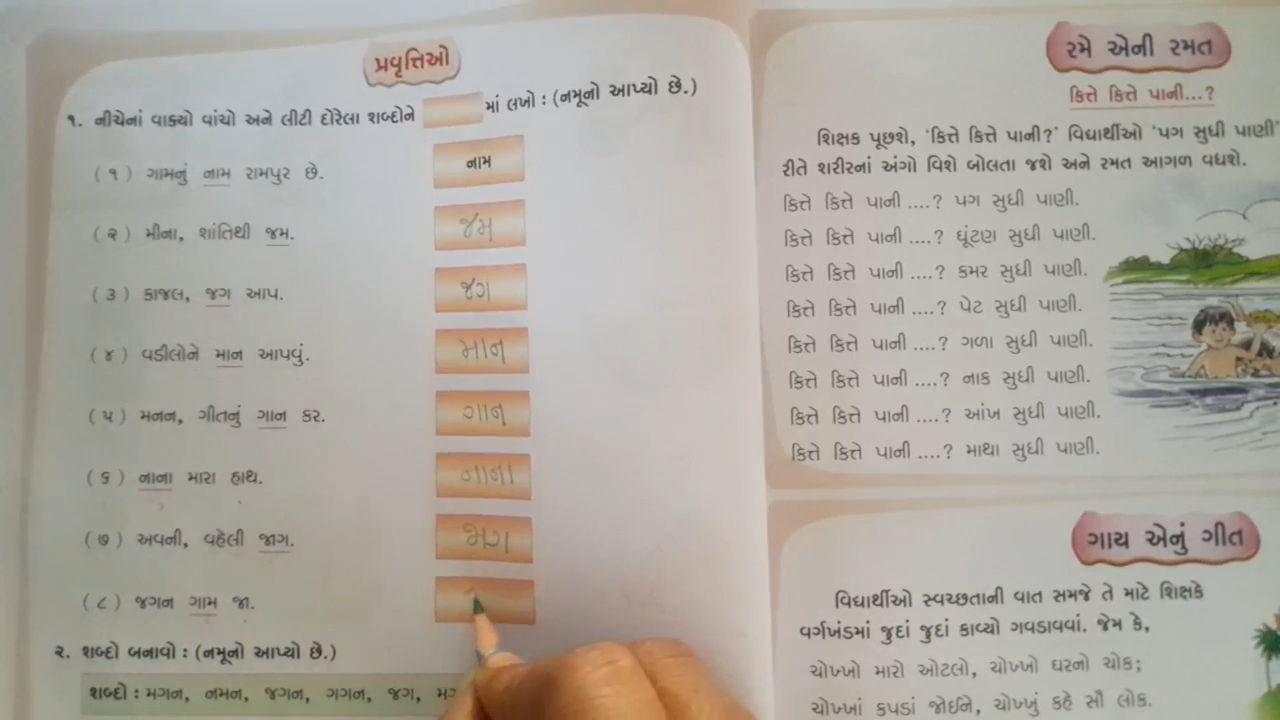 પ્રવૃત્તિઓ
૧. નીચેનાં વાક્યો વાંચો અને લીટી દોરેલા શબ્દોને માં લખો : (નમૂનો આપ્યો છે.)
(૧) ગામનું નામ રામપુર છે. નામ
(૨) મીના, શાંતિથી જમ. જમ
(૩) કાજલ, જગ આપ. જગ
(૪) વડીલોને માન આપવું. માન
(૫) મનન, ગીતનું ગાન કર. ગાન
(૬) નાના મારા હાથ. નાના
(૭) અવની, વહેલી જાગ. જાગ
(૮) જગન ગામ જા.
૨. શબ્દો બનાવો : (નમૂનો આપ્યો છે.)
શબ્દો : મગન, નમન, જગન, ગગન, જગ,
રમે એની રમત
કિત્તે કિત્તે પાની...?
શિક્ષક પૂછશે, 'કિત્તે કિત્તે પાની?' વિદ્યાર્થીઓ 'પગ સુધી પાણી'
રીતે શરીરનાં અંગો વિશે બોલતા જશે અને રમત આગળ વધશે.
કિત્તે કિત્તે પાની ....? પગ સુધી પાણી.
કિત્તે કિત્તે પાની ....? ઘૂંટણ સુધી પાણી.
કિત્તે કિત્તે પાની ....? કમર સુધી પાણી.
કિત્તે કિત્તે પાની ....? પેટ સુધી પાણી.
કિત્તે કિત્તે પાની ....? ગળા સુધી પાણી.
કિત્તે કિત્તે પાની ....? નાક સુધી પાણી.
કિત્તે કિત્તે પાની ....? આંખ સુધી પાણી.
કિત્તે કિત્તે પાની ....? માથા સુધી પાણી.
ગાય એનું ગીત
વિદ્યાર્થીઓ સ્વચ્છતાની વાત સમજે તે માટે શિક્ષકે
વર્ગખંડમાં જુદાં જુદાં કાવ્યો ગવડાવવાં. જેમ કે,
ચોખ્ખો મારો ઓટલો, ચોખ્ખો ઘરનો ચોક;
ચોખ્ખાં કપડાં જોઈને, ચોખ્ખું કહે સૌ લોક.